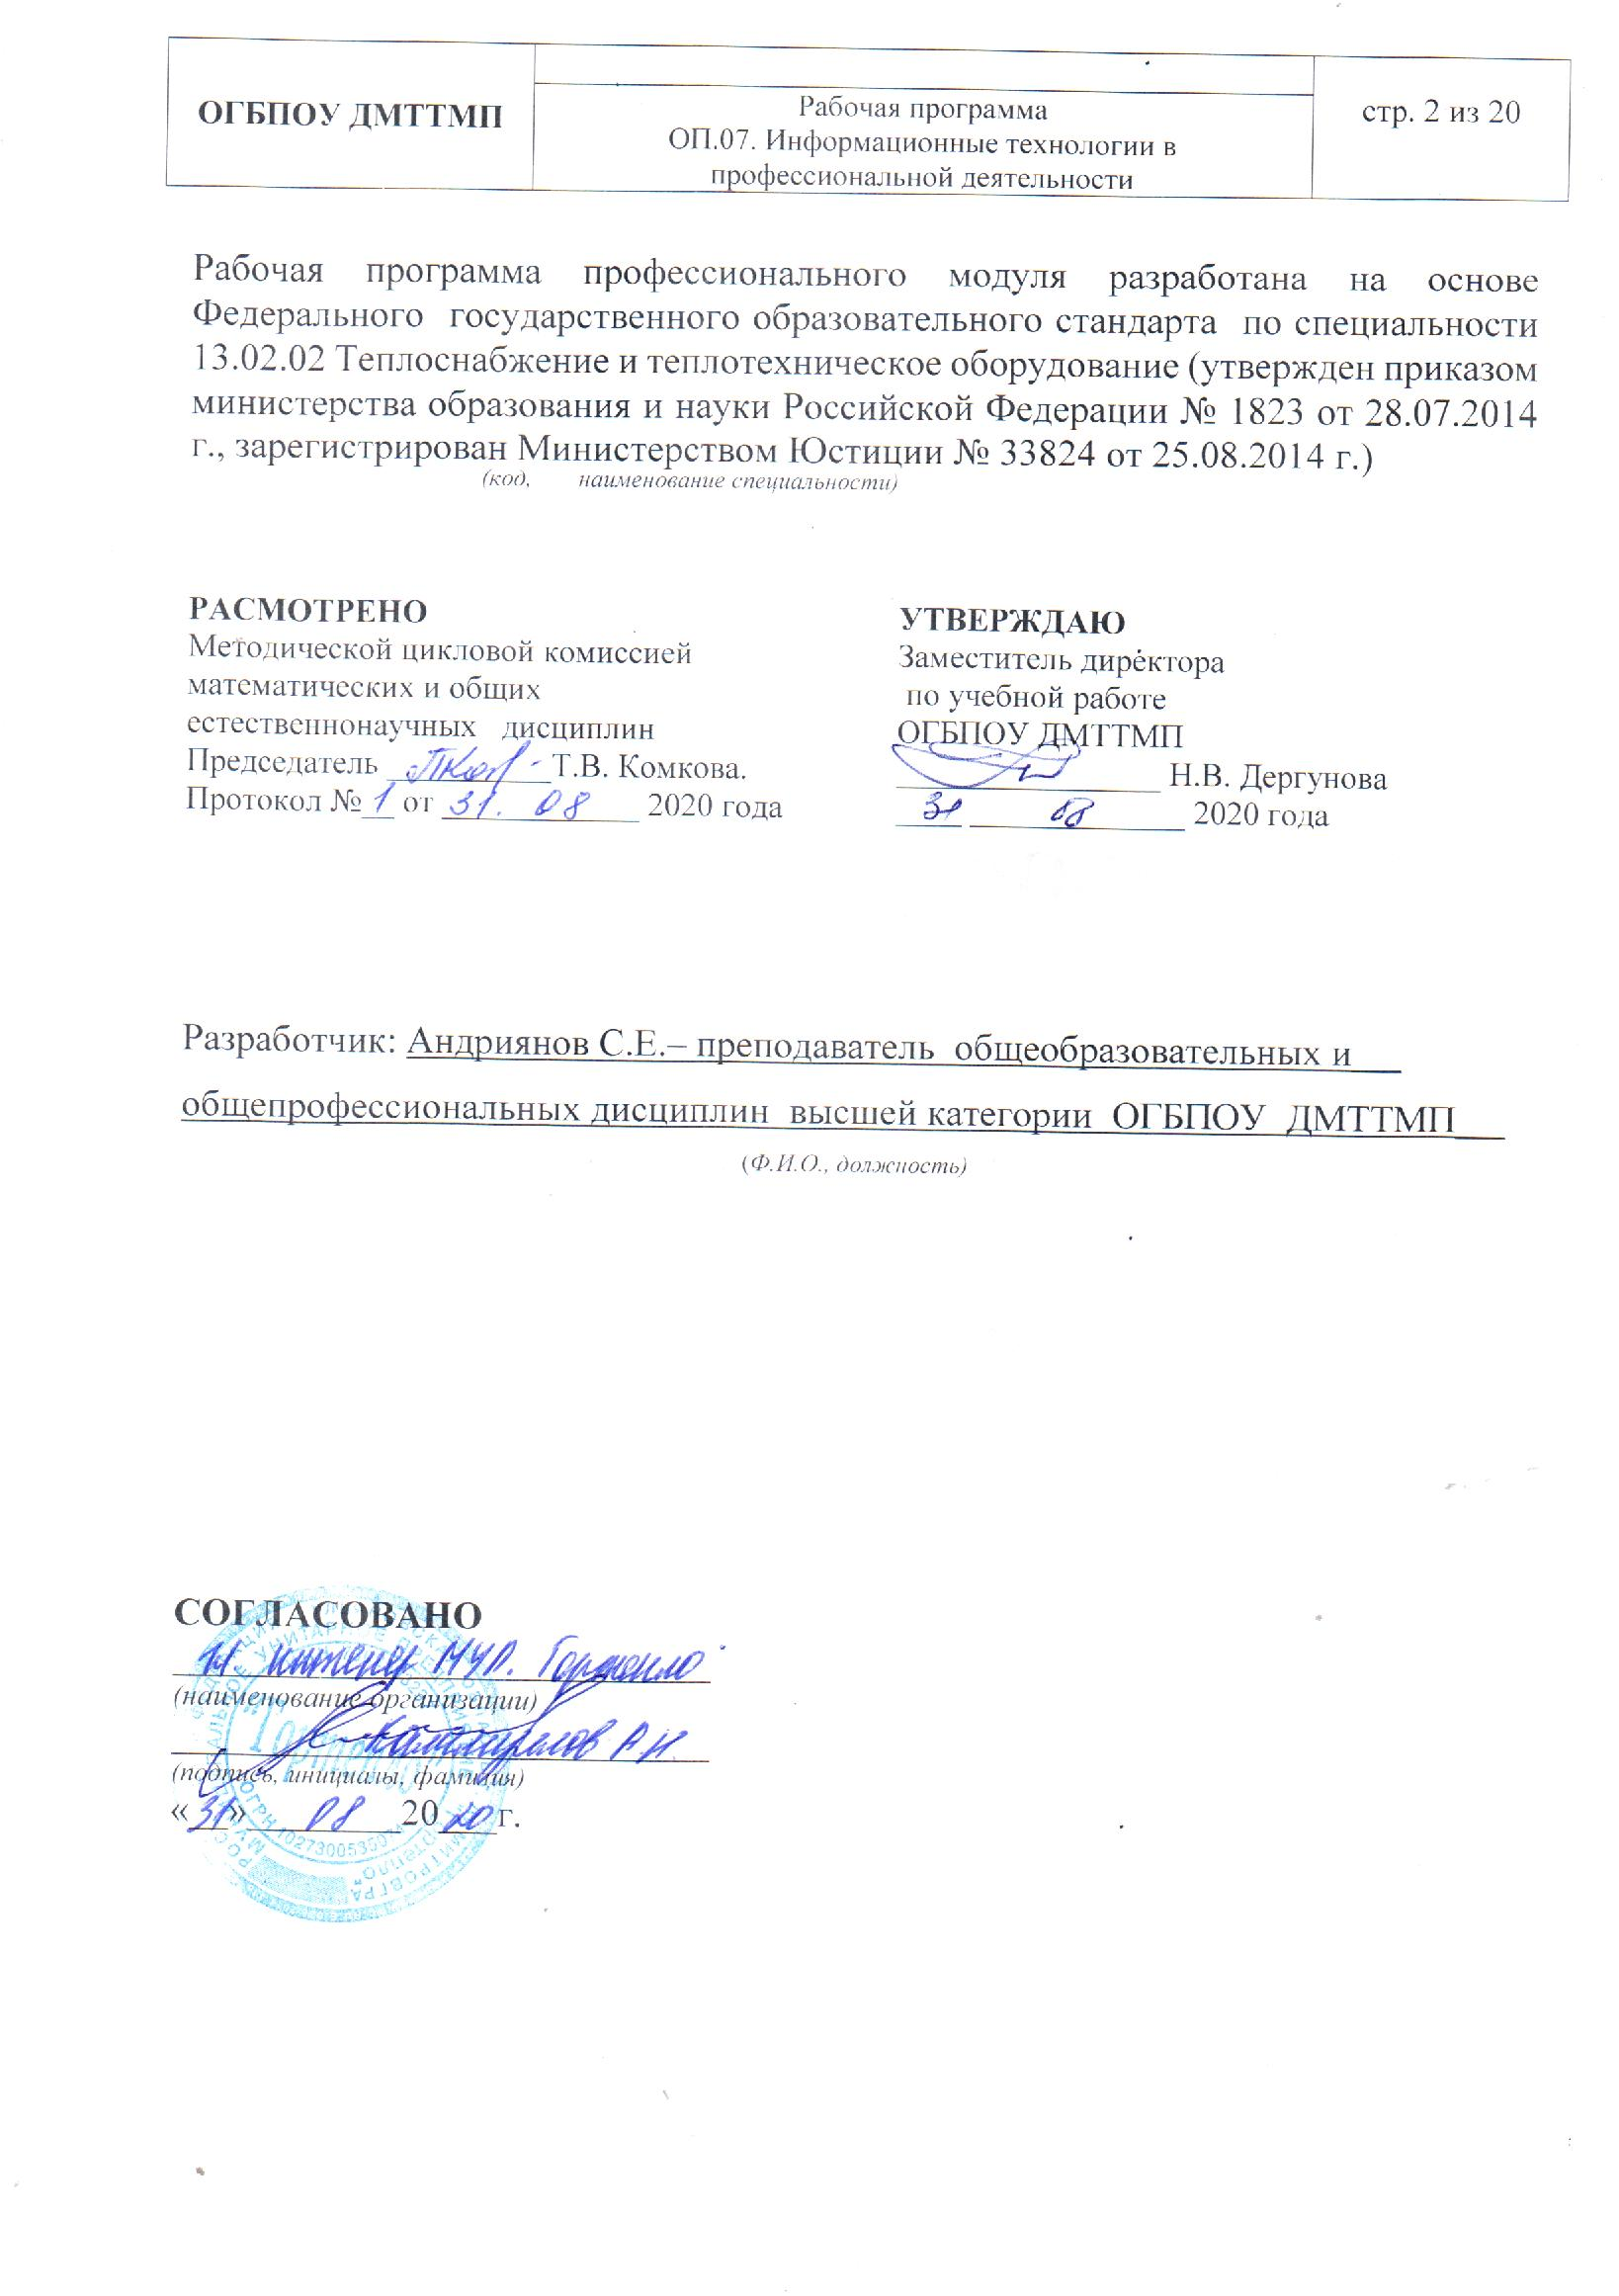 ОГБПОУ ДМТТМП
Рабочая программа
ОП.07. Информационные технологии в
профессиональной деятельности
стр. 2 из 20
Рабочая программа профессионального модуля разработана на основе
Федерального государственного образовательного стандарта по специальности
13.02.02 Теплоснабжение и теплотехническое оборудование (утвержден приказом
министерства образования и науки Российской Федерации № 1823 от 28.07.2014
г., зарегистрирован Министерством Юстиции № 33824 от 25.08.2014 г.)
(код, наименование специальности)
РАСМОТРЕНО
Методической цикловой комиссией
математических и общих
естественнонаучных дисциплин
Председатель Т.В. Комкова.
Протокол № 1 от 31. 08 2020 года
УТВЕРЖДАЮ
Заместитель директора
по учебной работе
ОГБПОУ ДМТТМП
Н.В. Дергунова
31 08 2020 года
Разработчик: Андриянов С.Е.– преподаватель общеобразовательных и
общепрофессиональных дисциплин высшей категории ОГБПОУ ДМТТМП
(Ф.И.О., должность)
СОГЛАСОВАНО
инженер МУП. Гортепло
(наименование организации)
(подпись, инициалы, фамилия)
«31» 08 2020 г.